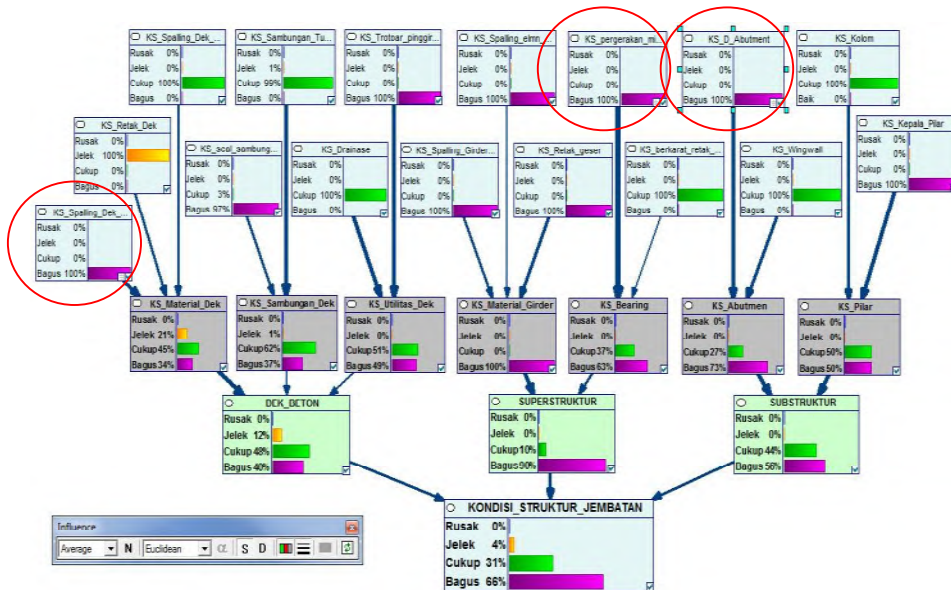 KS_Spalling_Dek_...
Rusak 0%
Jelek 0%
Cukup 100%
Bagus 0%
KS_Sambungan_Tu...
Rusak 0%
Jelek 1%
Cukup 99%
Bagus 0%
KS_Trotbar_pinggir...
Rusak 0%
Jelek 0%
Cukup 0%
Bagus 100%
KS_Spalling_elmn
Rusak 0%
Jelek 0%
Cukup 0%
Bagus 100%
KS_pergerakan_mi...
Rusak 0%
Jelek 0%
Cukup 0%
Bagus 100%
KS_D_Abutment
Rusak 0%
Jelek 0%
Cukup 0%
Bagus 100%
KS_Kolom
Rusak 0%
Jelek 0%
Cukup 100%
Baik 0%
KS_Retak_Dek
Rusak 0%
Jelek 100%
Cukup 0%
Bagus 0%
KS_acol_sambung...
Rusak 0%
Jelek 0%
Cukup 3%
Bagus 97%
KS_Drainase
Rusak 0%
Jelek 0%
Cukup 100%
Bagus 0%
KS_Spalling_Girder...
Rusak 0%
Jelek 0%
Cukup 0%
Bagus 100%
KS_Retak_geser
Rusak 0%
Jelek 0%
Cukup 0%
Bagus 100%
KS_berkarat_retak_...
Rusak 0%
Jelek 0%
Cukup 100%
Bagus 0%
KS_Wingwall
Rusak 0%
Jelek 0%
Cukup 100%
Bagus 0%
KS_Kepala_Pilar
Rusak 0%
Jelek 0%
Cukup 0%
Bagus 100%
KS_Spalling_Dek_...
Rusak 0%
Jelek 0%
Cukup 0%
Bagus 100%
KS_Material_Dek
Rusak 0%
Jelek 21%
Cukup 45%
Bagus 34%
KS_Sambungan_Dek
Rusak 0%
Jelek 1%
Cukup 62%
Bagus 37%
KS_Utilitas_Dek
Rusak 0%
Jelek 0%
Cukup 51%
Bagus 49%
KS_Material_Girder
Rusak 0%
Jelek 0%
Cukup 0%
Bagus 100%
KS_Bearing
Rusak 0%
Jelek 0%
Cukup 37%
Bagus 63%
KS_Abutmen
Rusak 0%
Jelek 0%
Cukup 27%
Bagus 73%
KS_Pilar
Rusak 0%
Jelek 0%
Cukup 50%
Bagus 50%
DEK_BETON
Rusak 0%
Jelek 12%
Cukup 48%
Bagus 40%
SUPERSTRUKTUR
Rusak 0%
Jelek 0%
Cukup 10%
Bagus 90%
SUBSTRUKTUR
Rusak 0%
Jelek 0%
Cukup 44%
Bagus 56%
KONDISI_STRUKTUR_JEMBATAN
Rusak 0%
Jelek 4%
Cukup 31%
Bagus 66%
Influence
Average N Euclidean α S D